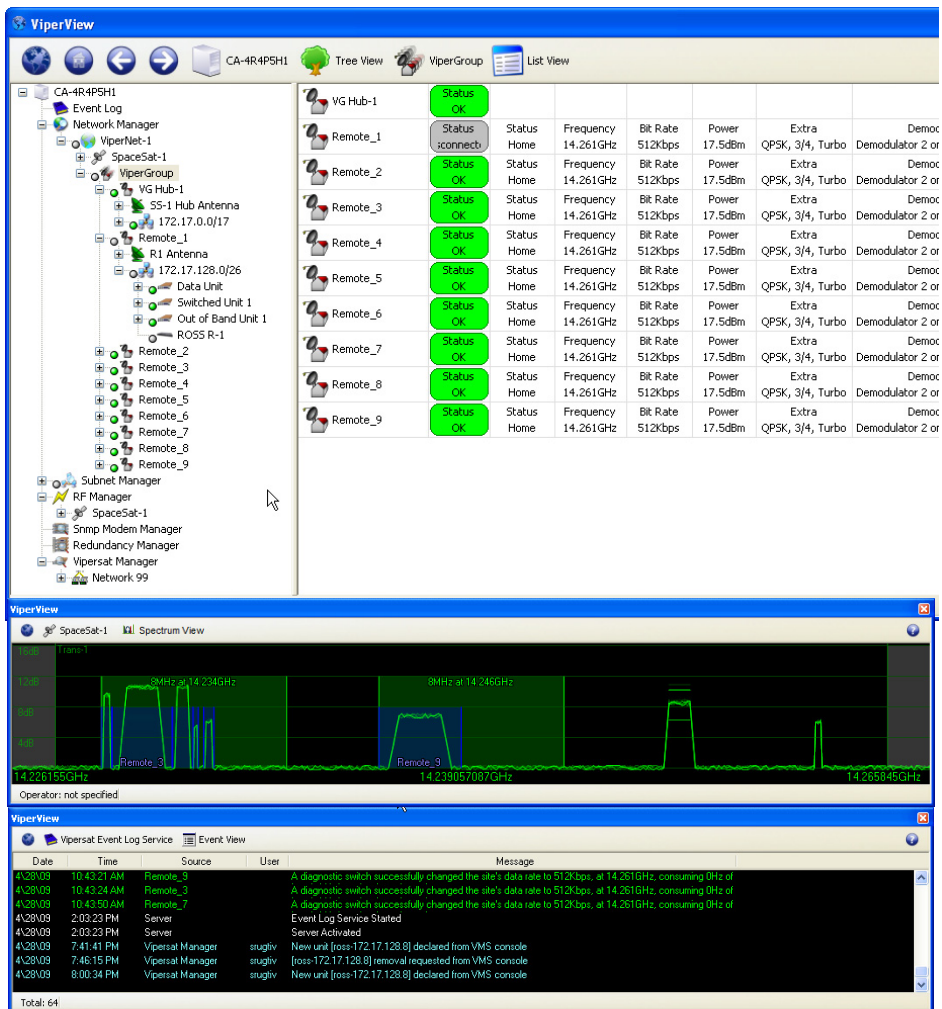 ViperView
CA-4R4P5H1 Tree View ViperGroup List View
CA-4R4P5H1
Event Log
Network Manager
ViperNet-1
SpaceSat-1
ViperGroup
VG Hub-1
SS-1 Hub Antenna
172.17.0.0/17
Remote_1
R1 Antenna
172.17.128.0/26
Data Unit
Switched Unit 1
Out of Band Unit 1
ROSS R-1
Remote_2
Remote_3
Remote_4
Remote_5
Remote_6
Remote_7
Remote_8
Remote_9
Subnet Manager
RF Manager
SpaceSat-1
Snmp Modem Manager
Redundancy Manager
Vipersat Manager
Network 99
VG Hub-1 Status
OK
Remote_1 Status Status Frequency Bit Rate Power Extra Demod
:connect Home 14.261GHz 512Kbps 17.5dBm QPSK, 3/4, Turbo Demodulator 2 or
Remote_2 Status Status Frequency Bit Rate Power Extra Demod
OK Home 14.261GHz 512Kbps 17.5dBm QPSK, 3/4, Turbo Demodulator 2 or
Remote_3 Status Status Frequency Bit Rate Power Extra Demod
OK Home 14.261GHz 512Kbps 17.5dBm QPSK, 3/4, Turbo Demodulator 2 or
Remote_4 Status Status Frequency Bit Rate Power Extra Demod
OK Home 14.261GHz 512Kbps 17.5dBm QPSK, 3/4, Turbo Demodulator 2 or
Remote_5 Status Status Frequency Bit Rate Power Extra Demod
OK Home 14.261GHz 512Kbps 17.5dBm QPSK, 3/4, Turbo Demodulator 2 or
Remote_6 Status Status Frequency Bit Rate Power Extra Demod
OK Home 14.261GHz 512Kbps 17.5dBm QPSK, 3/4, Turbo Demodulator 2 or
Remote_7 Status Status Frequency Bit Rate Power Extra Demod
OK Home 14.261GHz 512Kbps 17.5dBm QPSK, 3/4, Turbo Demodulator 2 or
Remote_8 Status Status Frequency Bit Rate Power Extra Demod
OK Home 14.261GHz 512Kbps 17.5dBm QPSK, 3/4, Turbo Demodulator 2 or
Remote_9 Status Status Frequency Bit Rate Power Extra Demod
OK Home 14.261GHz 512Kbps 17.5dBm QPSK, 3/4, Turbo Demodulator 2 or
ViperView
SpaceSat-1 Spectrum View
16dB Trans-1
12dB 8MHz at 14.234GHz 8MHz at 14.246GHz
8dB
4dB
Remote_3 Remote_9
14.226155GHz 14.239057087GHz 14.265845GHz
Operator: not specified
ViperView
Vipersat Event Log Service Event View
Date Time Source User Message
4\28\09 10:43:21 AM Remote_9 A diagnostic switch successfully changed the site's data rate to 512Kbps, at 14.261GHz, consuming 0Hz of
4\28\09 10:43:24 AM Remote_3 A diagnostic switch successfully changed the site's data rate to 512Kbps, at 14.261GHz, consuming 0Hz of
4\28\09 10:43:50 AM Remote_7 A diagnostic switch successfully changed the site's data rate to 512Kbps, at 14.261GHz, consuming 0Hz of
4\28\09 2:03:23 PM Server Event Log Service Started
4\28\09 2:03:23 PM Server Server Activated
4\28\09 7:41:41 PM Vipersat Manager srugtiv New unit [ross-172.17.128.8] declared from VMS console
4\28\09 7:46:15 PM Vipersat Manager srugtiv [ross-172.17.128.8] removal requested from VMS console
4\28\09 8:00:34 PM Vipersat Manager srugtiv New unit [ross-172.17.128.8] declared from VMS console
Total: 64